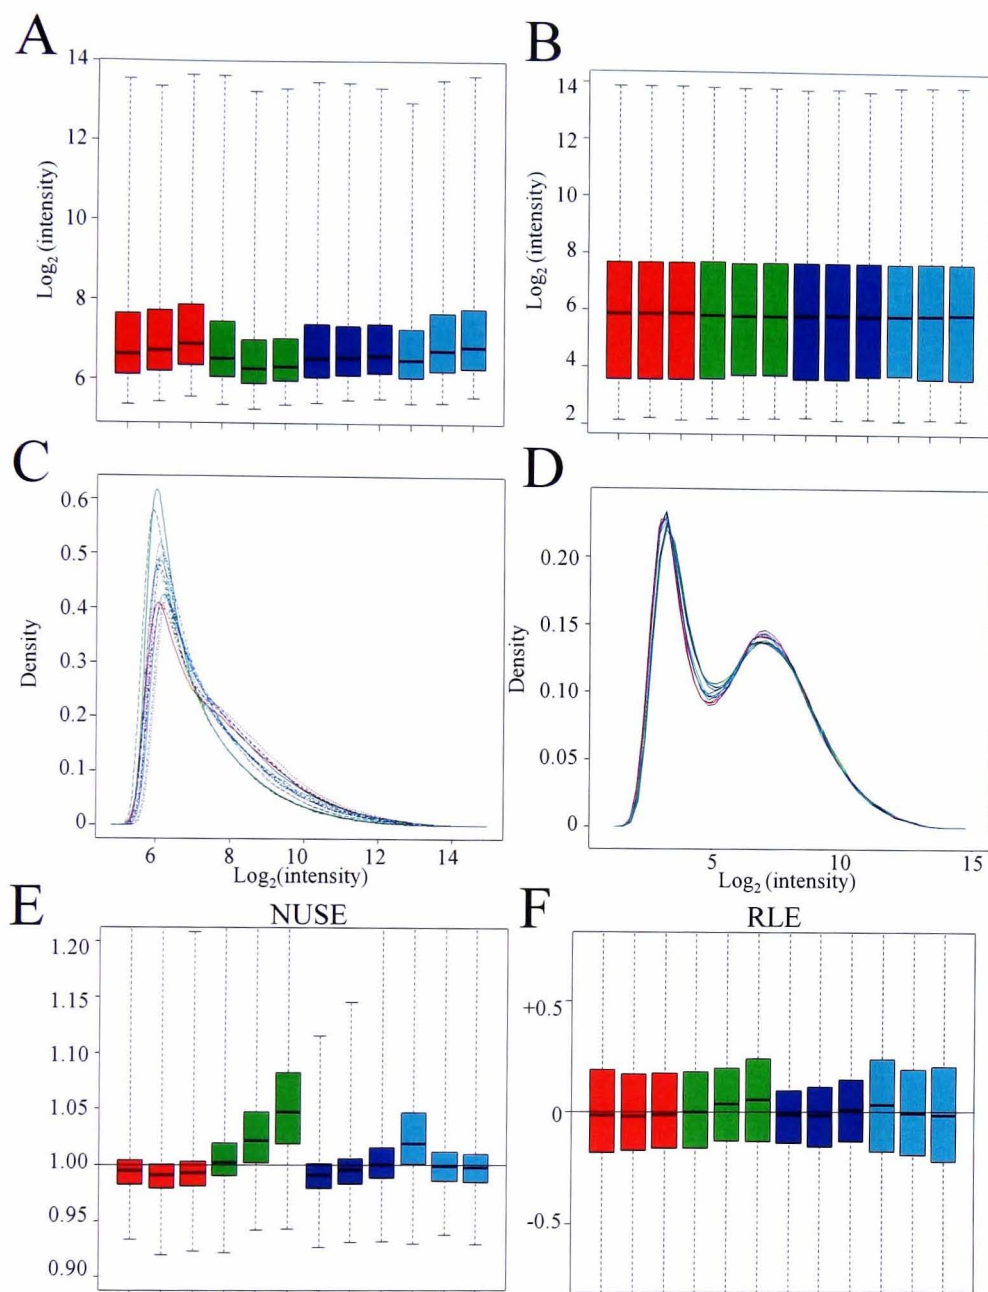 A
B
14
12
10
8
6
Log2 (intensity)
14
12
10
8
6
4
2
Log2 (intensity)
C
D
0.6
0.5
0.4
0.3
0.2
0.1
0
Density
6 8 10 12 14
Log2(intensity)
0.20
0.15
0.10
0.05
0
Density
5 10 15
Log2 (intensity)
E
NUSE
F
RLE
1.20
1.15
1.10
1.05
1.00
0.95
0.90
+0.5
0
-0.5